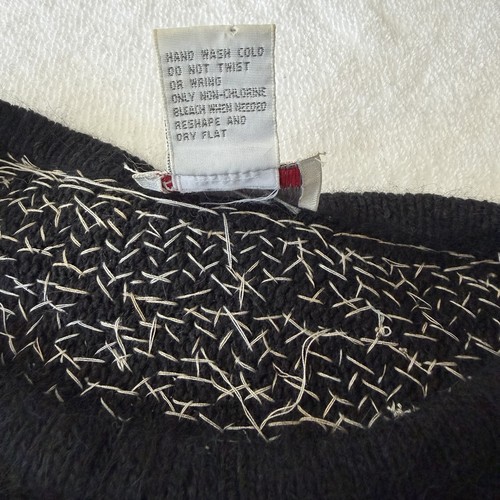 HAND WASH COLD
DO NOT TWIST
OR WRING
ONLY NON-CHLORINE
BLEACH WHEN NEEDED
RESHAPE AND
DRY FLAT